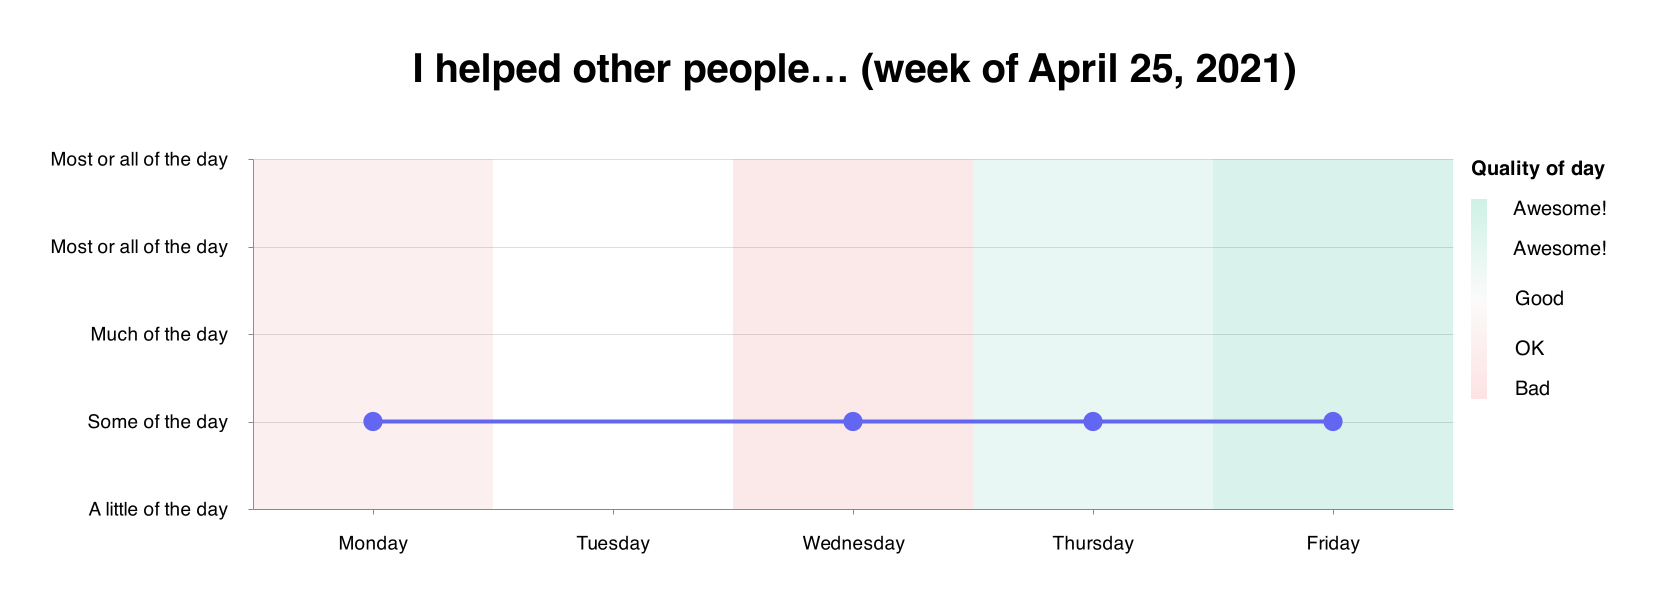 I helped other people… (week of April 25, 2021)
Most or all of the day
Most or all of the day
Much of the day
Some of the day
A little of the day
Monday
Tuesday
Wednesday
Thursday
Friday
Quality of day
Awesome!
Awesome!
Good
OK
Bad